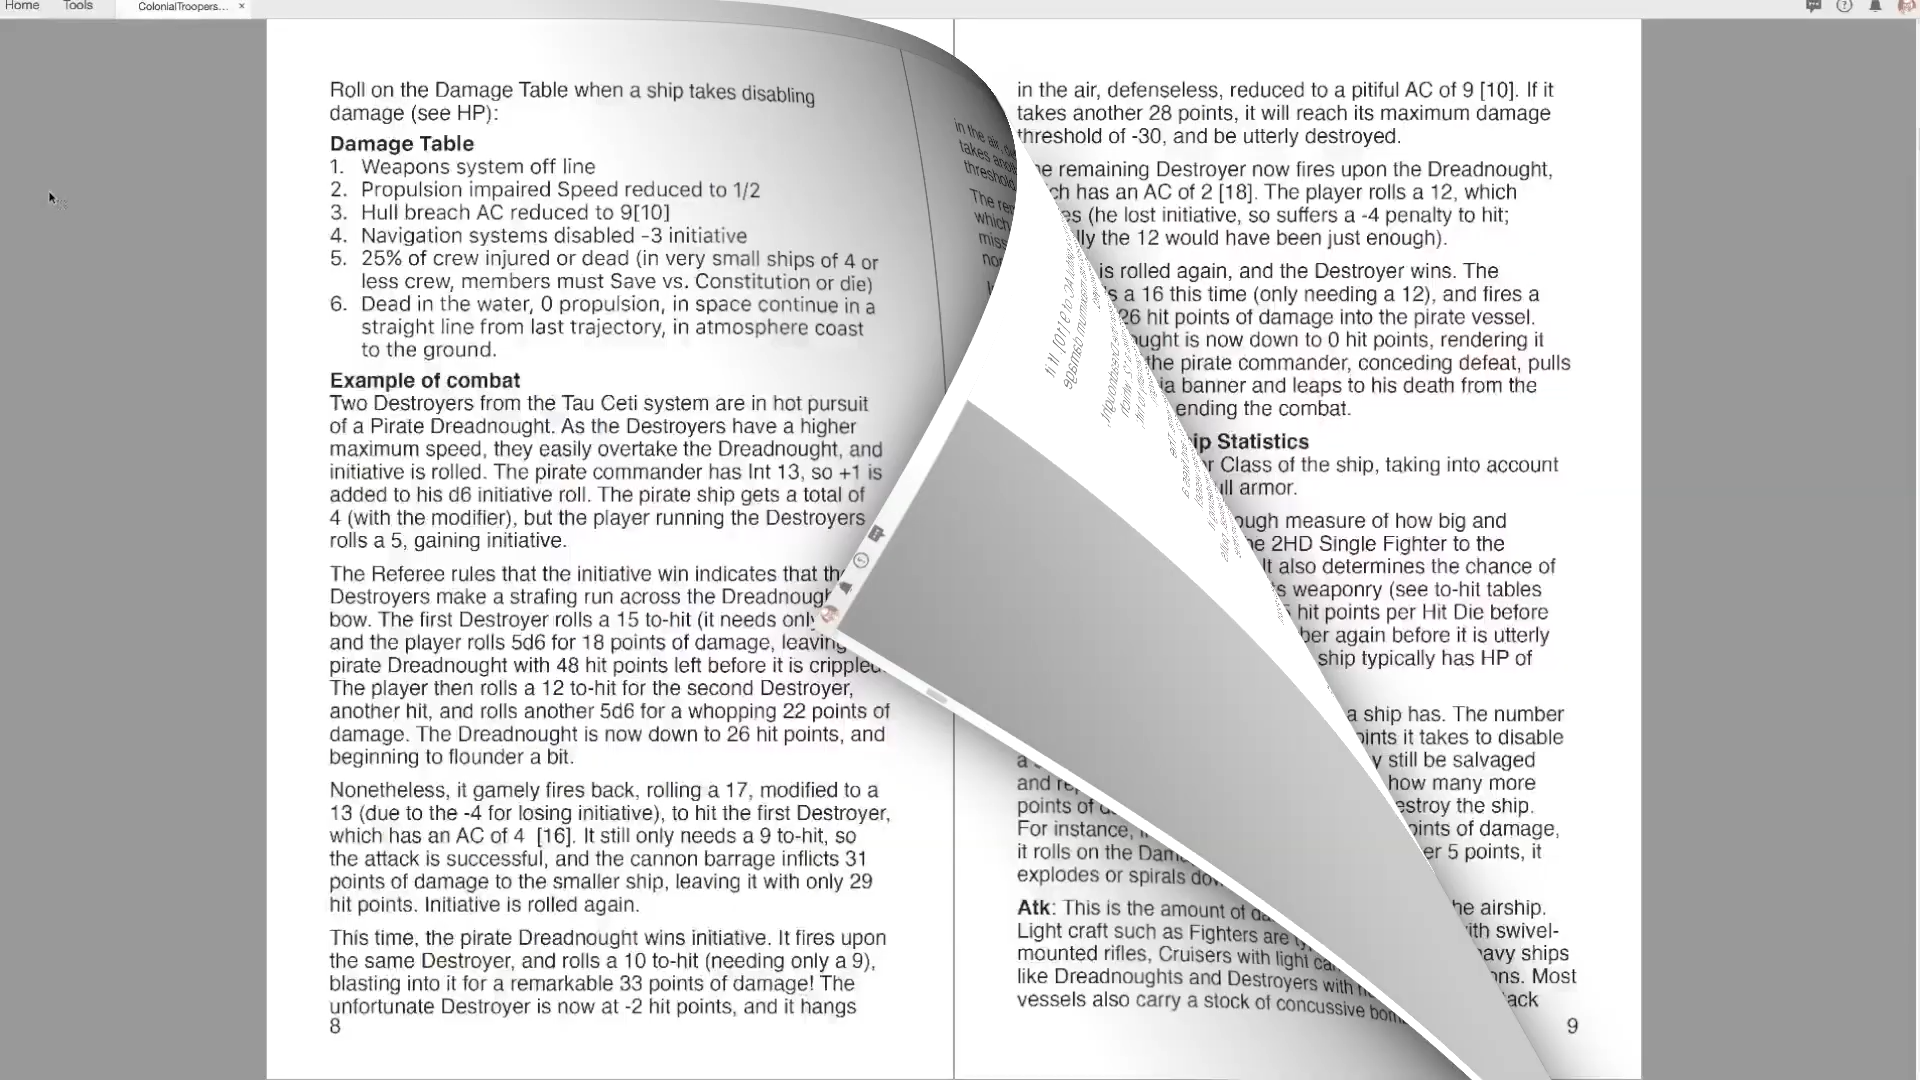 Home Tools ColonialTroopers... ×
Roll on the Damage Table when a ship takes disabling
damage (see HP):
Damage Table
1. Weapons system off line
2. Propulsion impaired Speed reduced to 1/2
3. Hull breach AC reduced to 9[10]
4. Navigation systems disabled -3 initiative
5. 25% of crew injured or dead (in very small ships of 4 or
less crew, members must Save vs. Constitution or die)
6. Dead in the water, 0 propulsion, in space continue in a
straight line from last trajectory, in atmosphere coast
to the ground.
Example of combat
Two Destroyers from the Tau Ceti system are in hot pursuit
of a Pirate Dreadnought. As the Destroyers have a higher
maximum speed, they easily overtake the Dreadnought, and
initiative is rolled. The pirate commander has Int 13, so +1 is
added to his d6 initiative roll. The pirate ship gets a total of
4 (with the modifier), but the player running the Destroyers
rolls a 5, gaining initiative.
The Referee rules that the initiative win indicates that
Destroyers make a strafing run across the
bow. The first Destroyer rolls a 15 to-hit (it needs
and the player rolls 5d6 for 18 points of damage, leaving
pirate Dreadnought with 48 hit points left before it is crippled.
The player then rolls a 12 to-hit for the second Destroyer,
another hit, and rolls another 5d6 for a whopping 22 points of
damage. The Dreadnought is now down to 26 hit points, and
beginning to flounder a bit.
Nonetheless, it gamely fires back, rolling a 17, modified to a
13 (due to the -4 for losing initiative), to hit the first Destroyer,
which has an AC of 4 [16]. It still only needs a 9 to-hit, so
the attack is successful, and the cannon barrage inflicts 31
points of damage to the smaller ship, leaving it with only 29
hit points. Initiative is rolled again.
This time, the pirate Dreadnought wins initiative. It fires upon
the same Destroyer, and rolls a 10 to-hit (needing only a 9),
blasting into it for a remarkable 33 points of damage! The
unfortunate Destroyer is now at -2 hit points, and it hangs
8
in the air, defenseless, reduced to a pitiful AC of 9 [10]. If it
takes another 28 points, it will reach its maximum damage
threshold of -30, and be utterly destroyed.
remaining Destroyer now fires upon the Dreadnought,
has an AC of 2 [18]. The player rolls a 12, which
(he lost initiative, so suffers a -4 penalty to hit;
the 12 would have been just enough).
is rolled again, and the Destroyer wins. The
a 16 this time (only needing a 12), and fires a
26 hit points of damage into the pirate vessel.
is now down to 0 hit points, rendering it
the pirate commander, conceding defeat, pulls
banner and leaps to his death from the
ending the combat.
Statistics
Class of the ship, taking into account
armor.
measure of how big and
2HD Single Fighter to the
It also determines the chance of
weaponry (see to-hit tables
hit points per Hit Die before
again before it is utterly
ship typically has HP of
a ship has. The number
it takes to disable
still be salvaged
and how many more
points of destroy the ship.
For instance, points of damage,
it rolls on the 5 points, it
explodes or spirals
Atk: This is the amount of the airship.
Light craft such as Fighters are with swivel-
mounted rifles, Cruisers with light heavy ships
like Dreadnoughts and Destroyers with Most
vessels also carry a stock of concussive
9